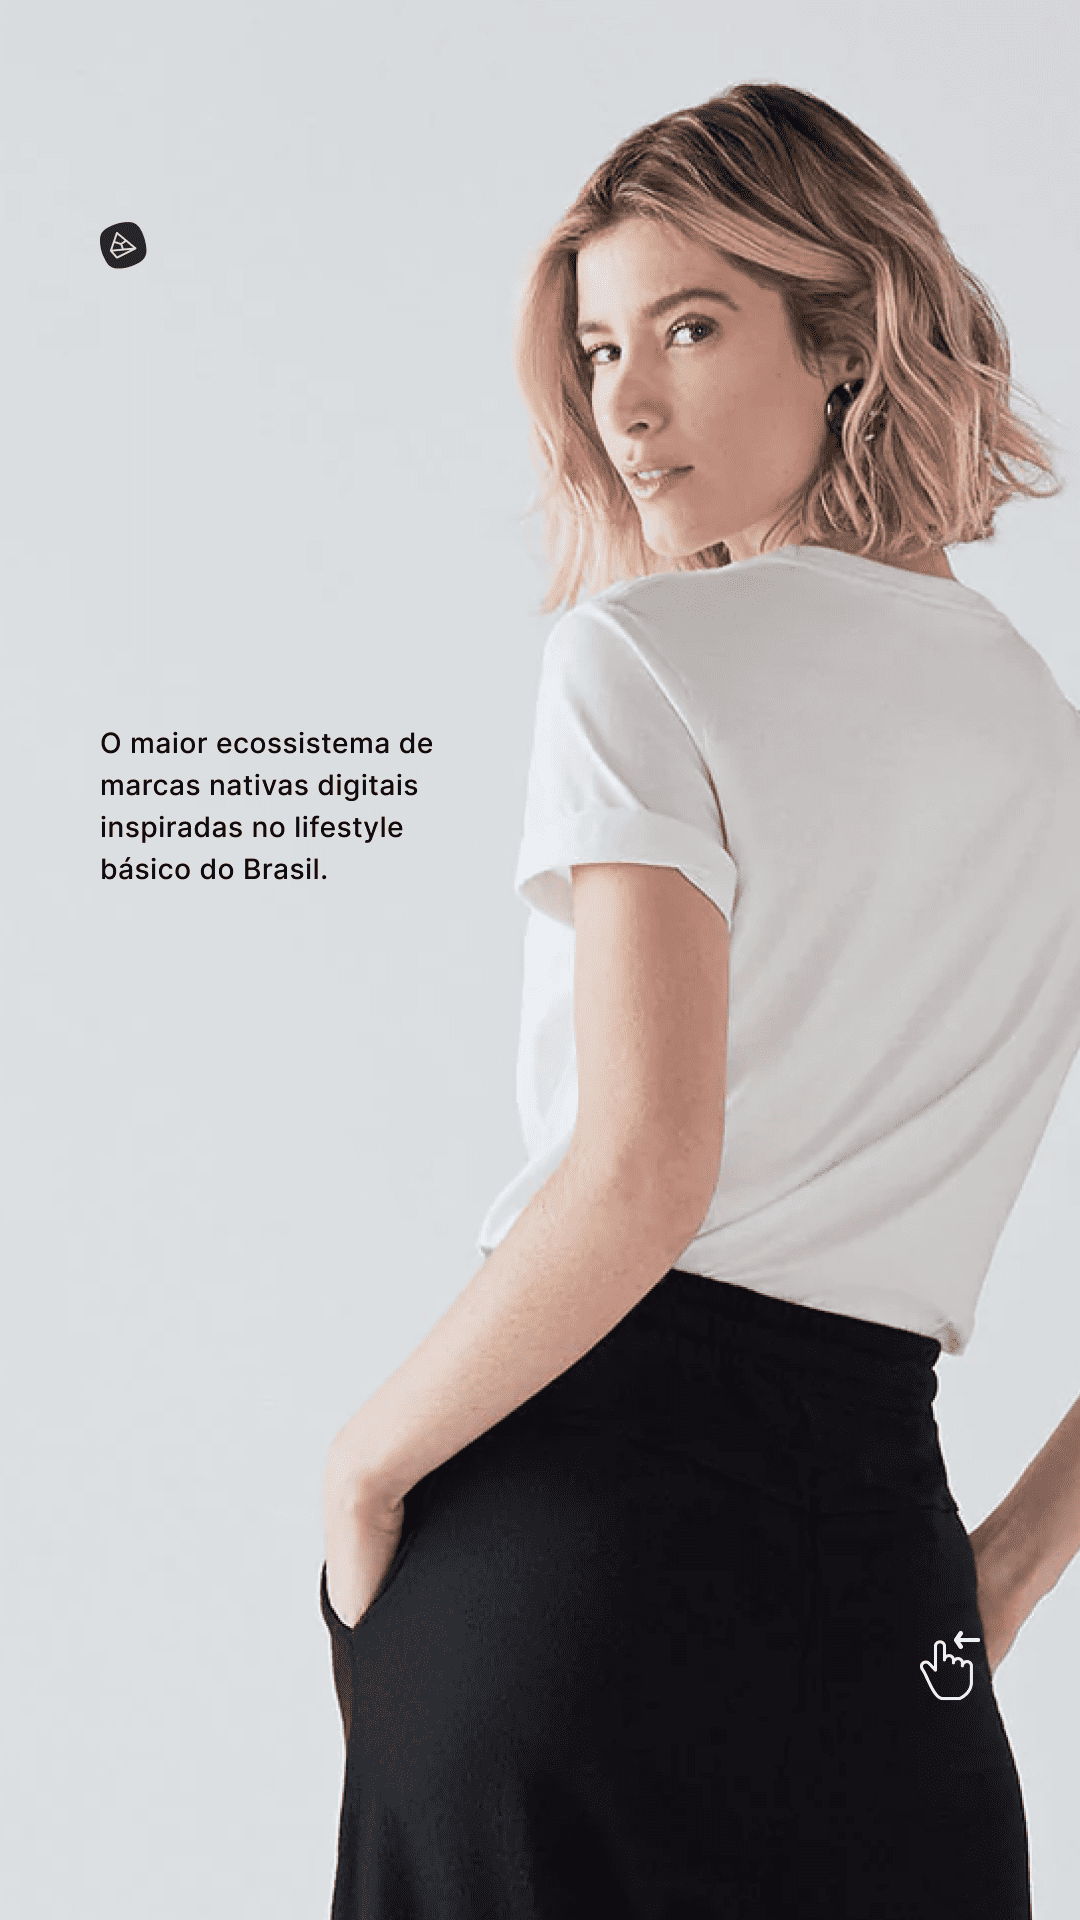 O maior ecossistema de
marcas nativas digitais
inspiradas no lifestyle
básico do Brasil.